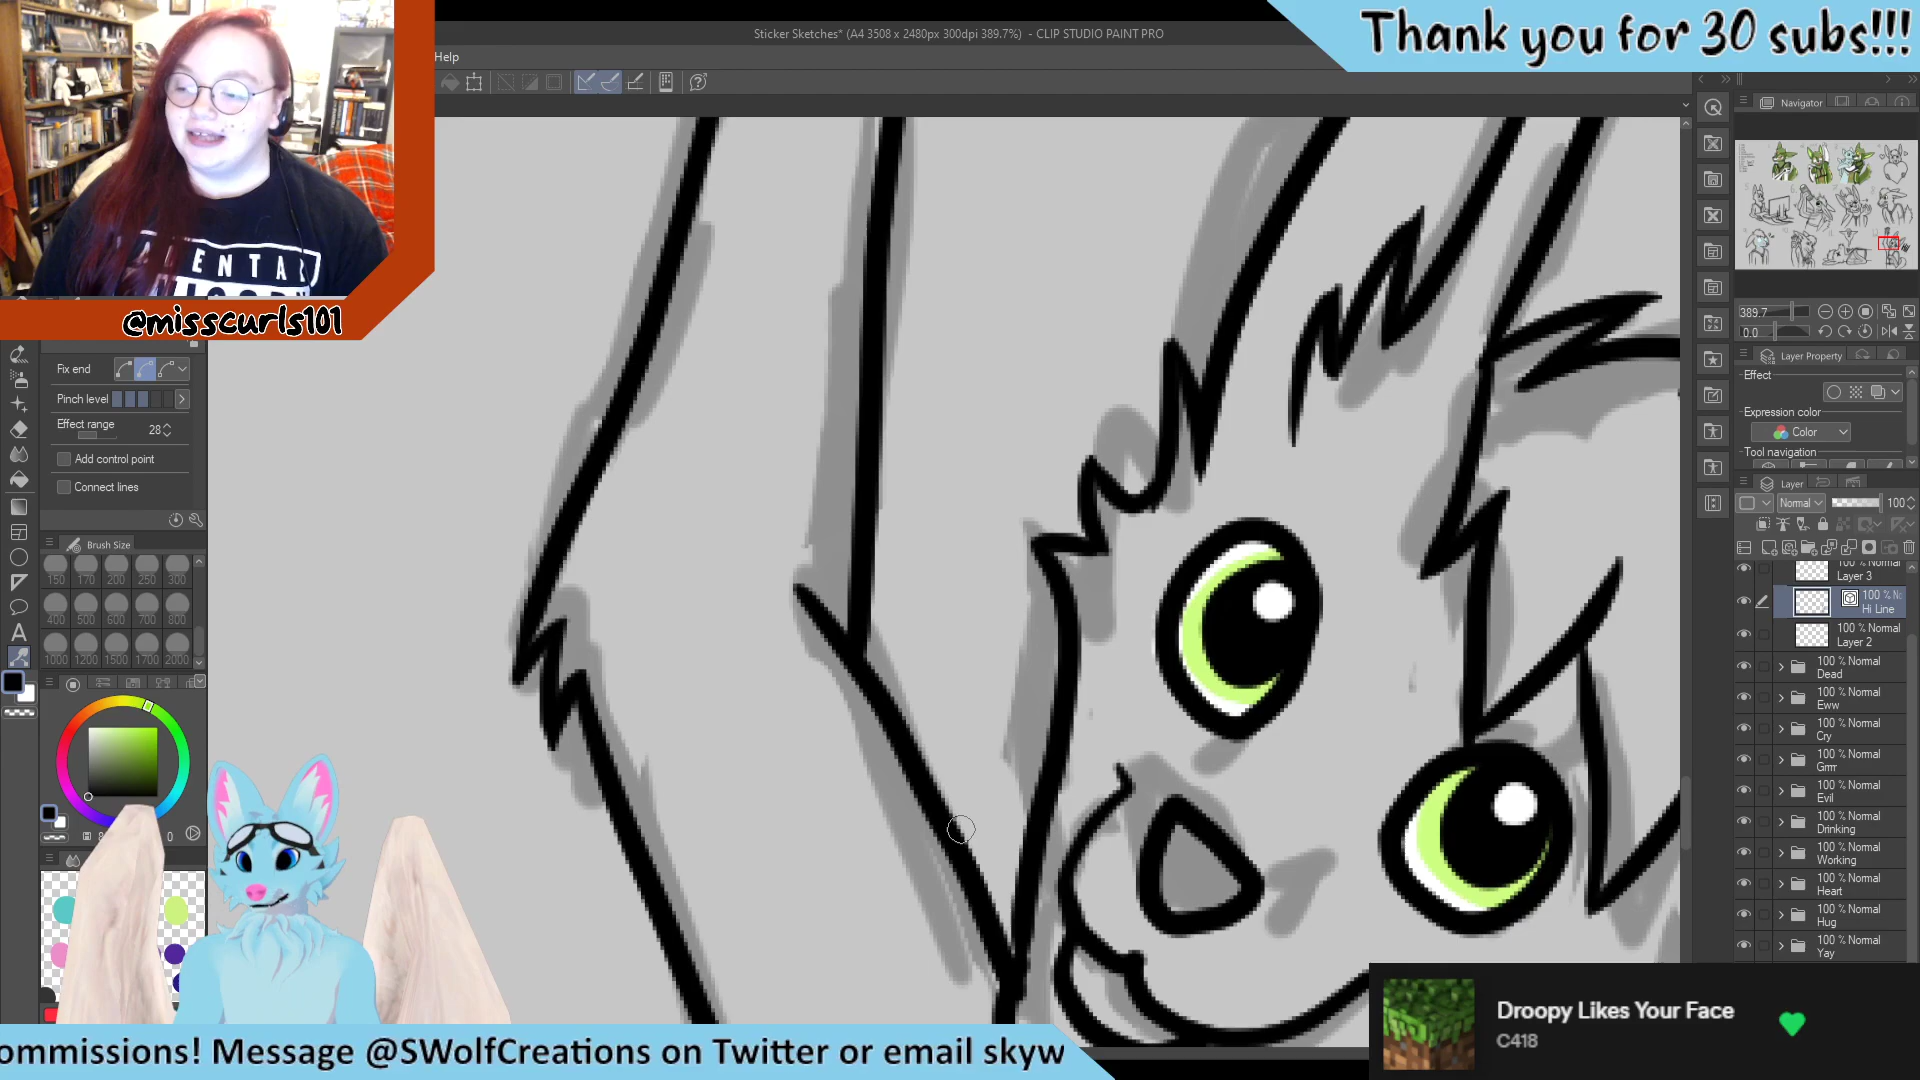 Sticker Sketches* (A4 3508 x 2480px 300dpi 389.7%) - CLIP STUDIO PAINT PRO
Thank you for 30 subs!!!
Help
Navigator
389.7
0.0
Layer Property
Effect
Expression color
Color
Tool navigation
Layer
Normal
100
100 % Normal
Layer 3
100 % No
Hi Line
100 % Normal
Layer 2
100 % Normal
Dead
100 % Normal
Eww
100 % Normal
Cry
100 % Normal
Grrr
100 % Normal
Evil
100 % Normal
Drinking
100 % Normal
Working
100 % Normal
Heart
100 % Normal
Hug
100 % Normal
Yay
@misscurls101
Fix end
Pinch level
Effect range
28
Add control point
Connect lines
Brush Size
150 170 200 250 300
400 500 600 700 800
1000 1200 1500 1700 2000
0
Droopy Likes Your Face
C418
ommissions! Message @SWolfCreations on Twitter or email skyw